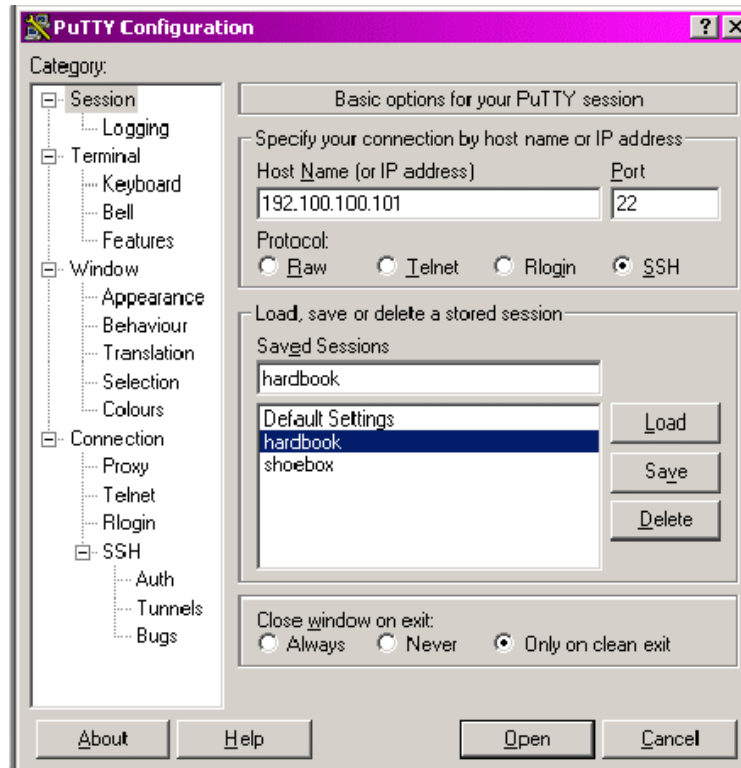 PuTTY Configuration
Category:
Session
Logging
Terminal
Keyboard
Bell
Features
Window
Appearance
Behaviour
Translation
Selection
Colours
Connection
Proxy
Telnet
Rlogin
SSH
Auth
Tunnels
Bugs
Basic options for your PuTTY session
Specify your connection by host name or IP address
Host Name (or IP address) Port
192.100.100.101 22
Protocol:
Raw Telnet Rlogin SSH
Load, save or delete a stored session
Saved Sessions
hardbook
Default Settings
hardbook
shoebox
Load
Save
Delete
Close window on exit:
Always Never Only on clean exit
About Help Open Cancel